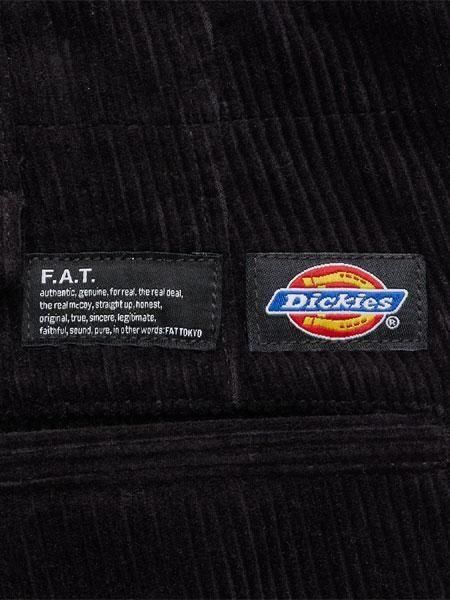 F.A.T.
authentic, genuine, for real, the real deal,
the real mccoy, straight up, honest,
original, true, sincere, legitimate,
faithful, sound, pure, in other words: FAT TOKYO
Dickies
®